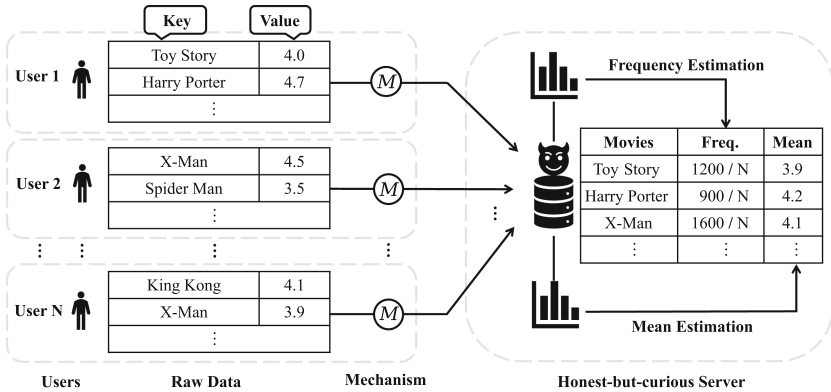 Key Value
User 1
Toy Story 4.0
Harry Porter 4.7
⋮
M
User 2
X-Man 4.5
Spider Man 3.5
⋮
M
⋮ ⋮ ⋮ ⋮
User N
King Kong 4.1
X-Man 3.9
⋮
M
Frequency Estimation
Movies Freq. Mean
Toy Story 1200 / N 3.9
Harry Porter 900 / N 4.2
X-Man 1600 / N 4.1
⋮ ⋮ ⋮
Mean Estimation
Users Raw Data Mechanism Honest-but-curious Server